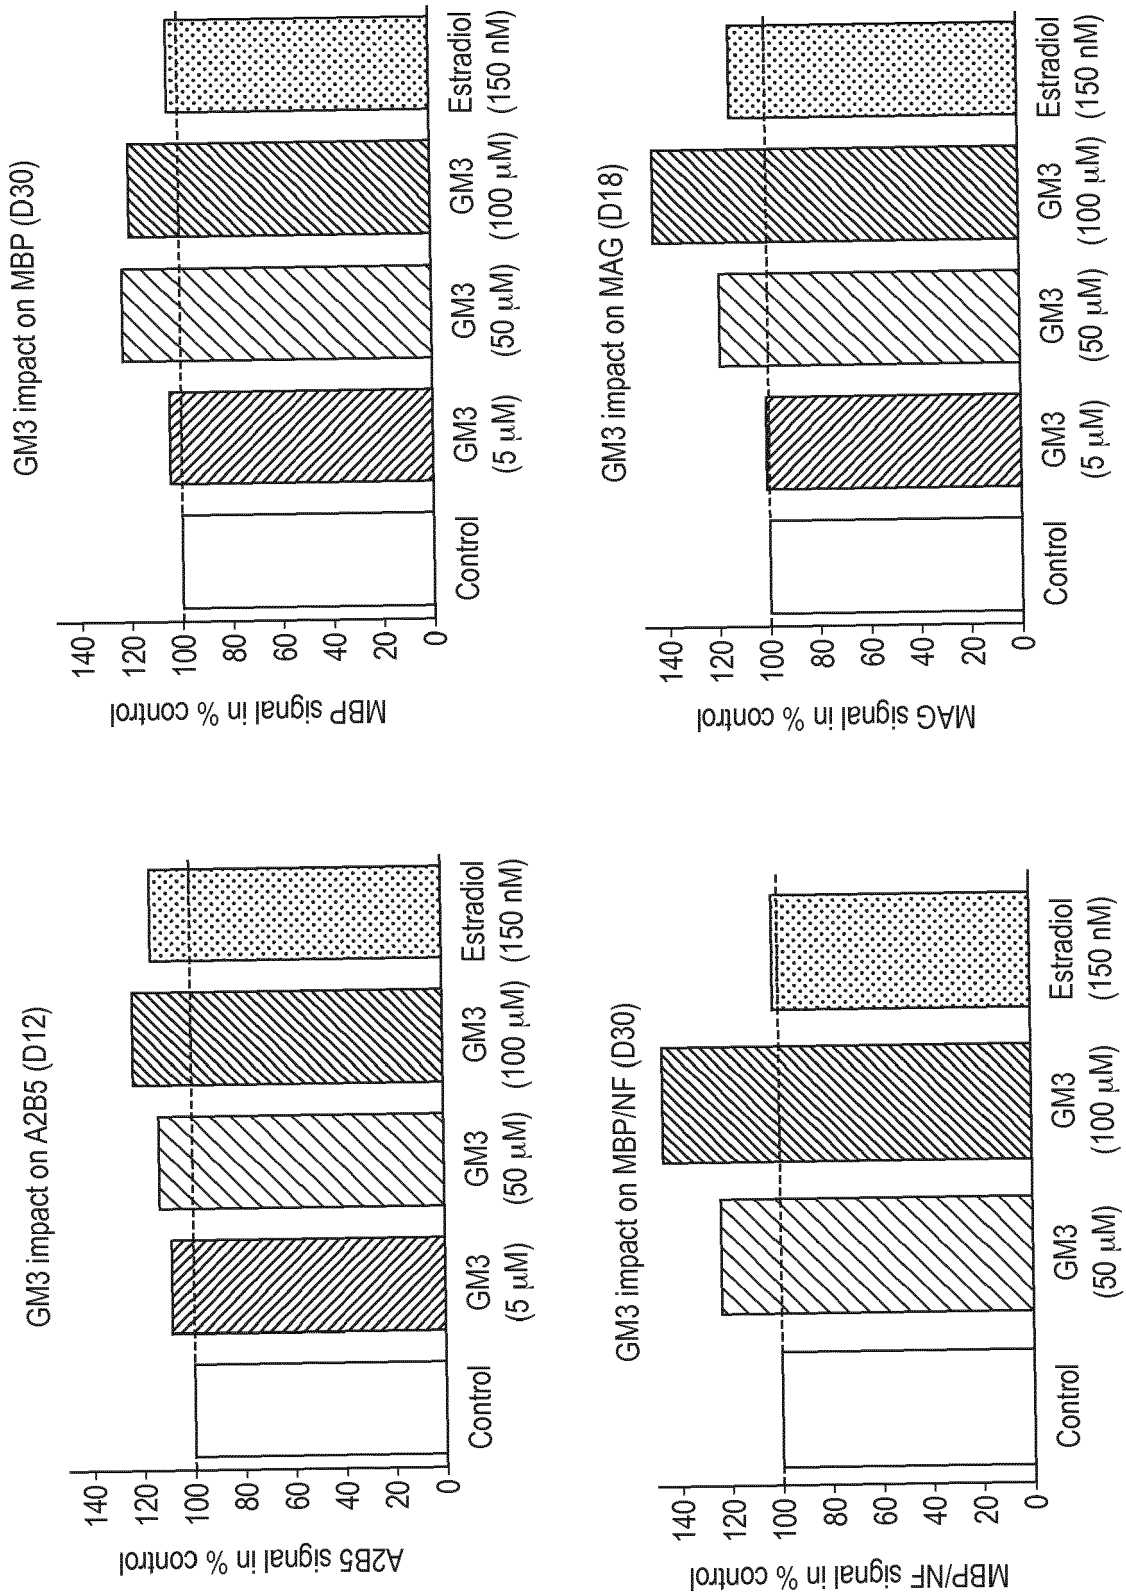 GM3 impact on A2B5 (D12)
A2B5 signal in % control
140
120
100
80
60
40
20
0
Control
GM3
(5 μM)
GM3
(50 μM)
GM3
(100 μM)
Estradiol
(150 nM)
GM3 impact on MBP (D30)
MBP signal in % control
140
120
100
80
60
40
20
0
Control
GM3
(5 μM)
GM3
(50 μM)
GM3
(100 μM)
Estradiol
(150 nM)
GM3 impact on MBP/NF (D30)
MBP/NF signal in % control
140
120
100
80
60
40
20
0
Control
GM3
(50 μM)
GM3
(100 μM)
Estradiol
(150 nM)
GM3 impact on MAG (D18)
MAG signal in % control
140
120
100
80
60
40
20
0
Control
GM3
(5 μM)
GM3
(50 μM)
GM3
(100 μM)
Estradiol
(150 nM)